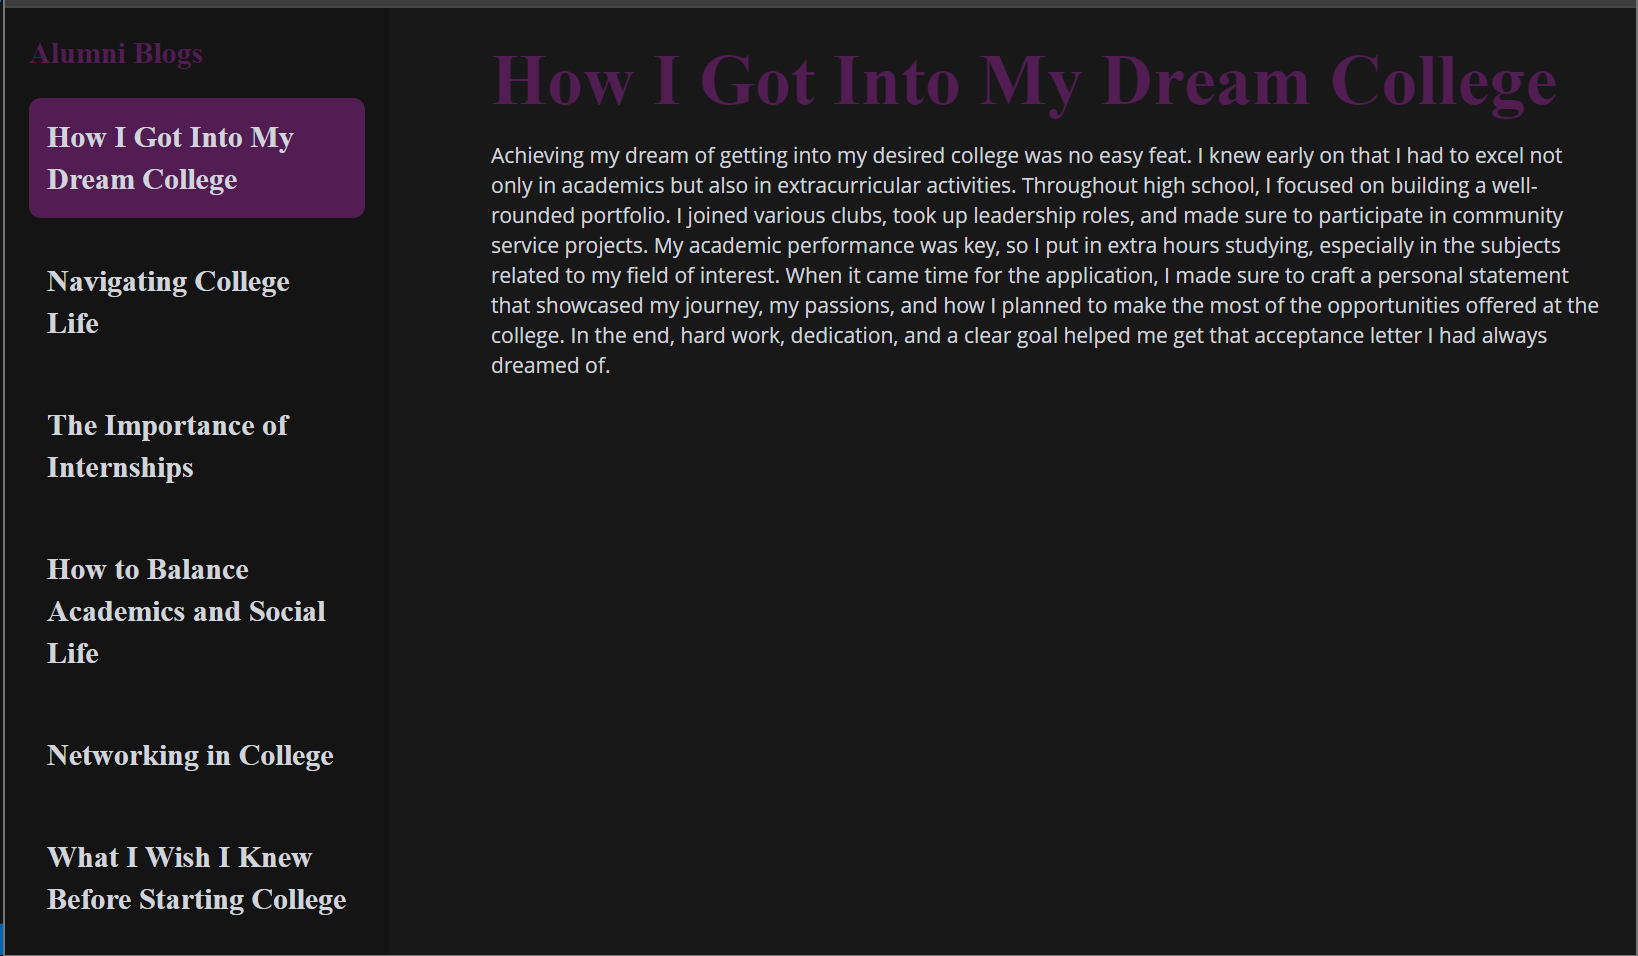 Alumni Blogs
How I Got Into My
Dream College
Navigating College
Life
The Importance of
Internships
How to Balance
Academics and Social
Life
Networking in College
What I Wish I Knew
Before Starting College
How I Got Into My Dream College
Achieving my dream of getting into my desired college was no easy feat. I knew early on that I had to excel not
only in academics but also in extracurricular activities. Throughout high school, I focused on building a well-
rounded portfolio. I joined various clubs, took up leadership roles, and made sure to participate in community
service projects. My academic performance was key, so I put in extra hours studying, especially in the subjects
related to my field of interest. When it came time for the application, I made sure to craft a personal statement
that showcased my journey, my passions, and how I planned to make the most of the opportunities offered at the
college. In the end, hard work, dedication, and a clear goal helped me get that acceptance letter I had always
dreamed of.